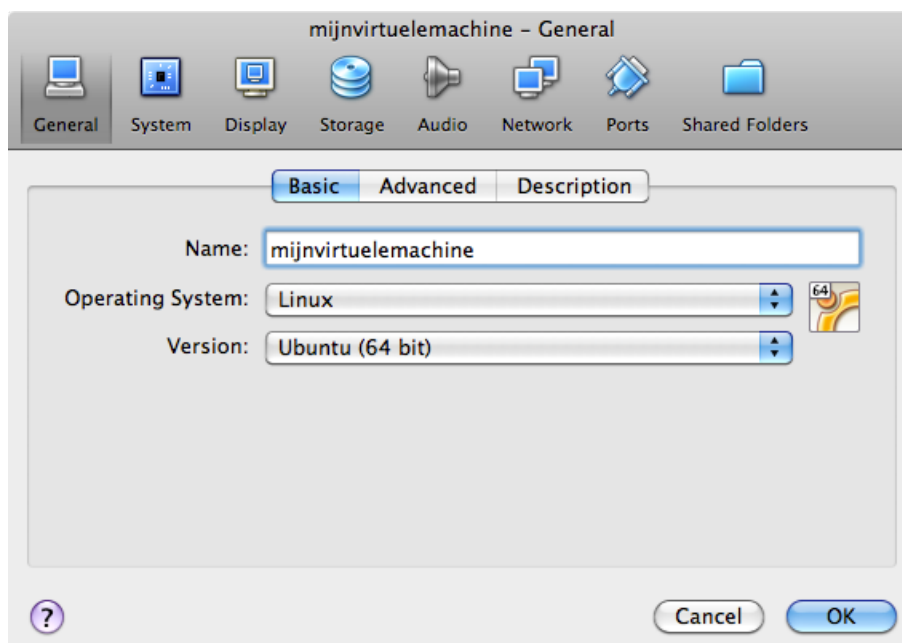 mijnvirtuelemachine – General
General System Display Storage Audio Network Ports Shared Folders
Basic Advanced Description
Name: mijnvirtuelemachine
Operating System: Linux
64
Version: Ubuntu (64 bit)
? Cancel OK